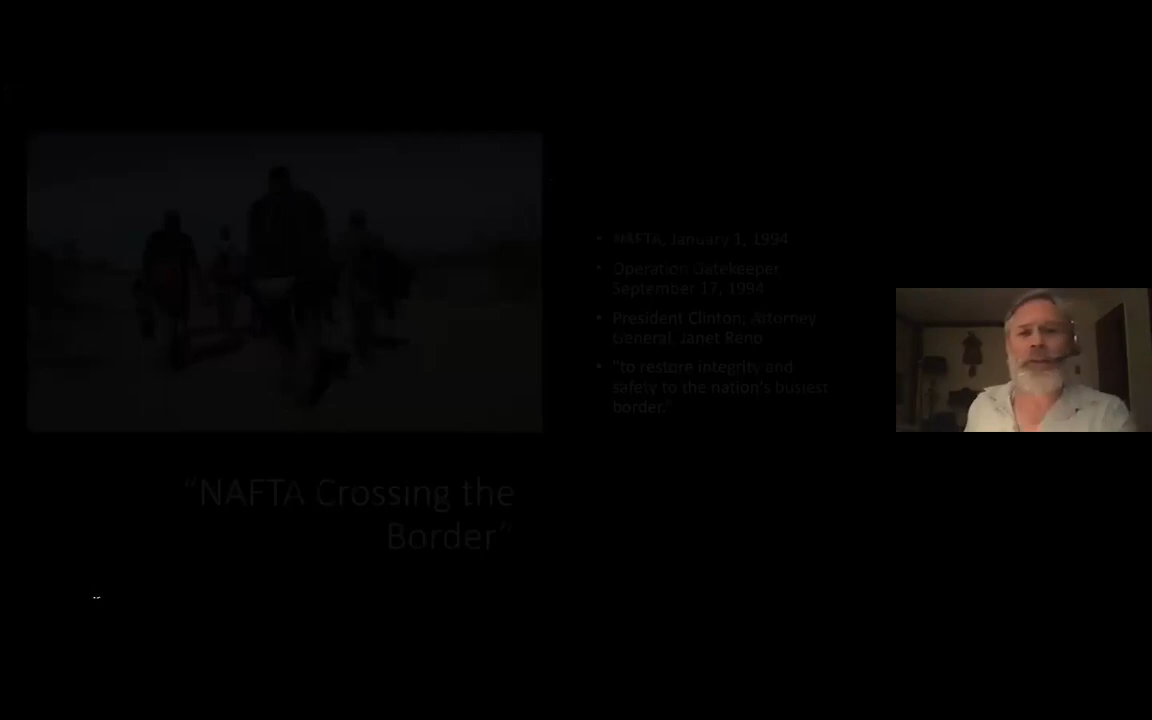 • NAFTA, January 1, 1994
• Operation Gatekeeper
September 17, 1994
• President Clinton; Attorney
General, Janet Reno
• "to restore integrity and
safety to the nation's busiest
border."
"NAFTA Crossing the
Border"